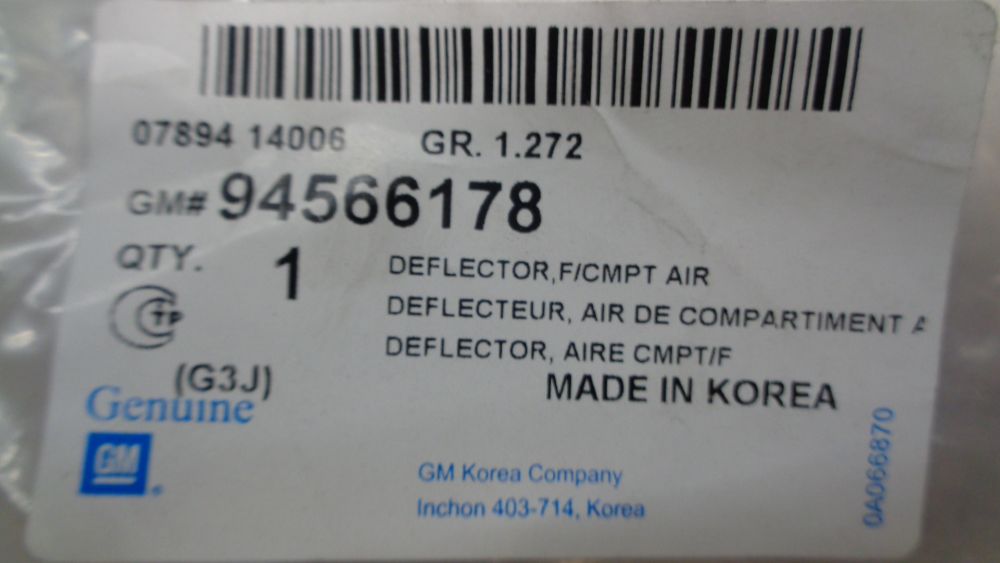 07894 14006 GR. 1.272
GM# 94566178
QTY. 1
DEFLECTOR,F/CMPT AIR
DEFLECTEUR, AIR DE COMPARTIMENT A
DEFLECTOR, AIRE CMPT/F
MADE IN KOREA
(G3J)
Genuine
GM
GM Korea Company
Inchon 403-714, Korea
0A066870